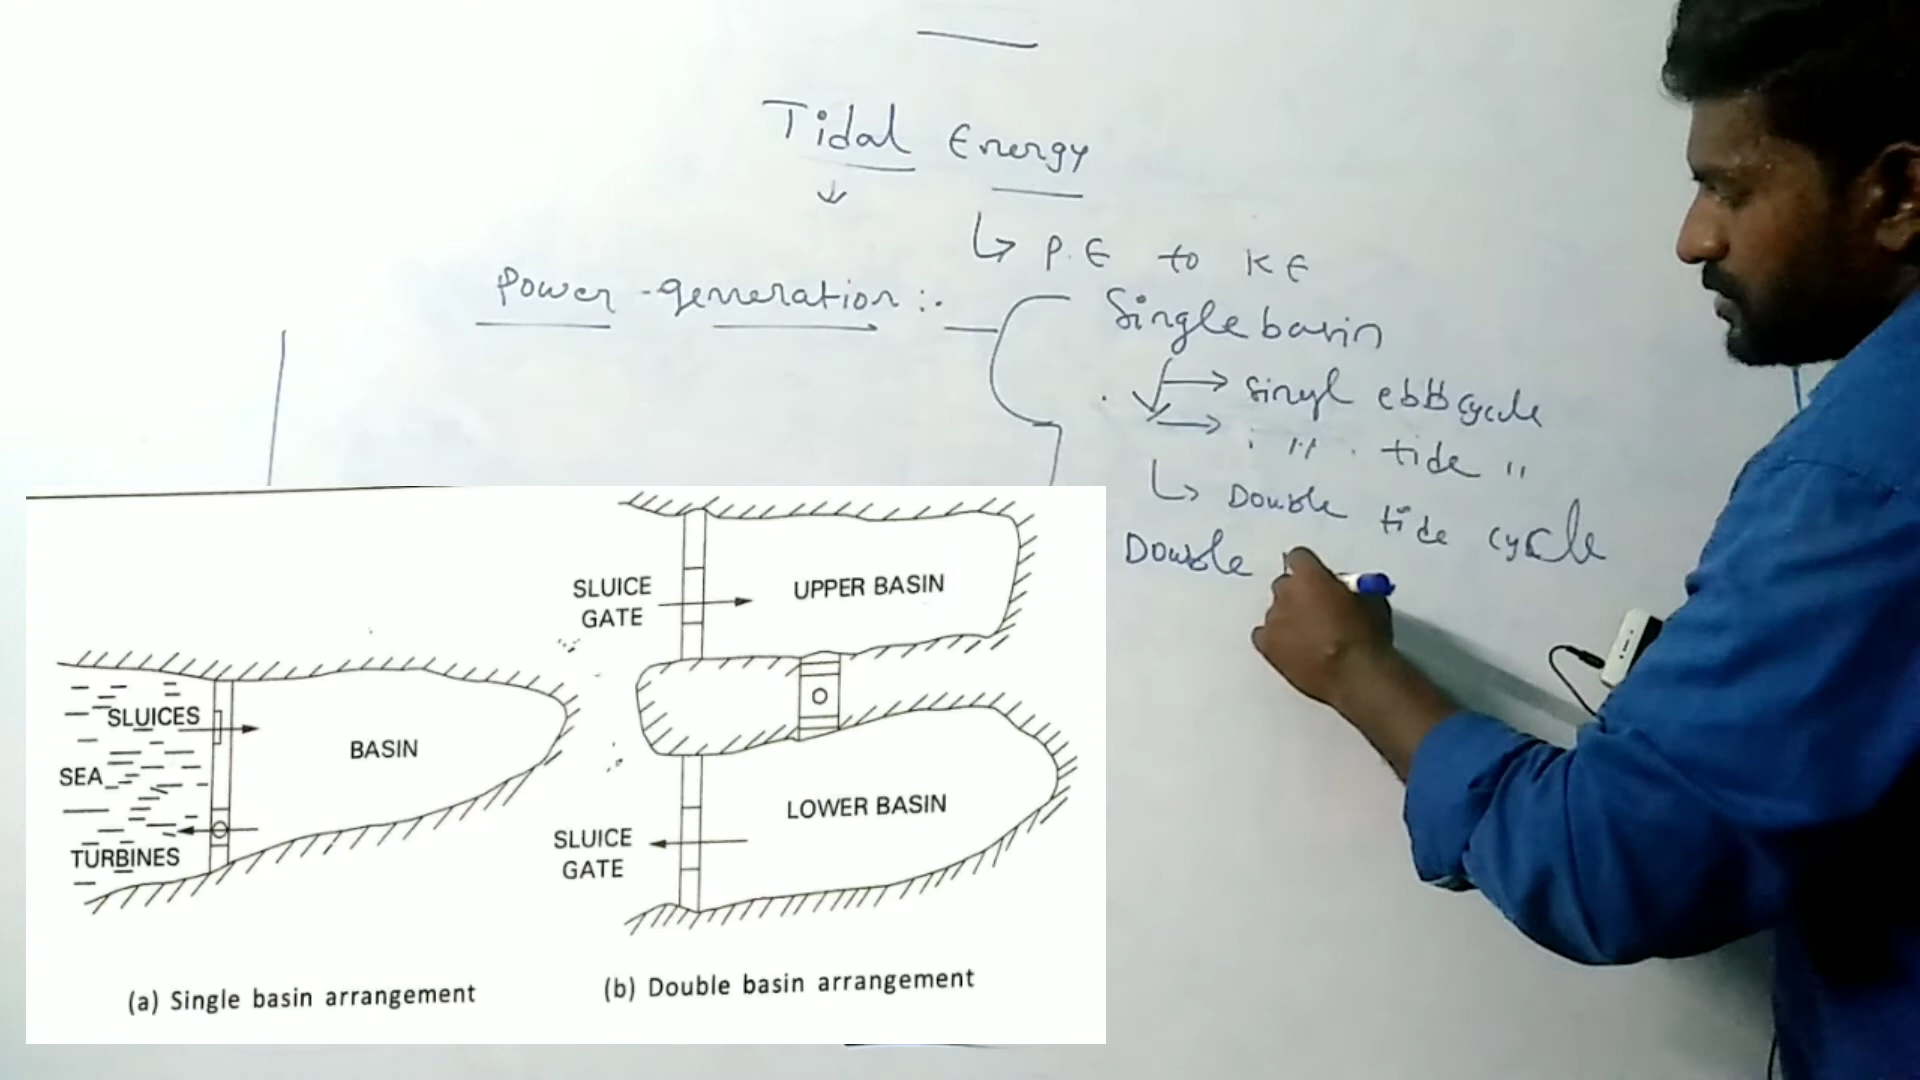 Tidal Energy
P.E to KE
Power-generation :-
Single basin
singl ebb cycle
" tide "
Double tide cycle
Double
SLUICE
GATE
UPPER BASIN
SLUICES
BASIN
SEA
TURBINES
LOWER BASIN
SLUICE
GATE
(a) Single basin arrangement
(b) Double basin arrangement